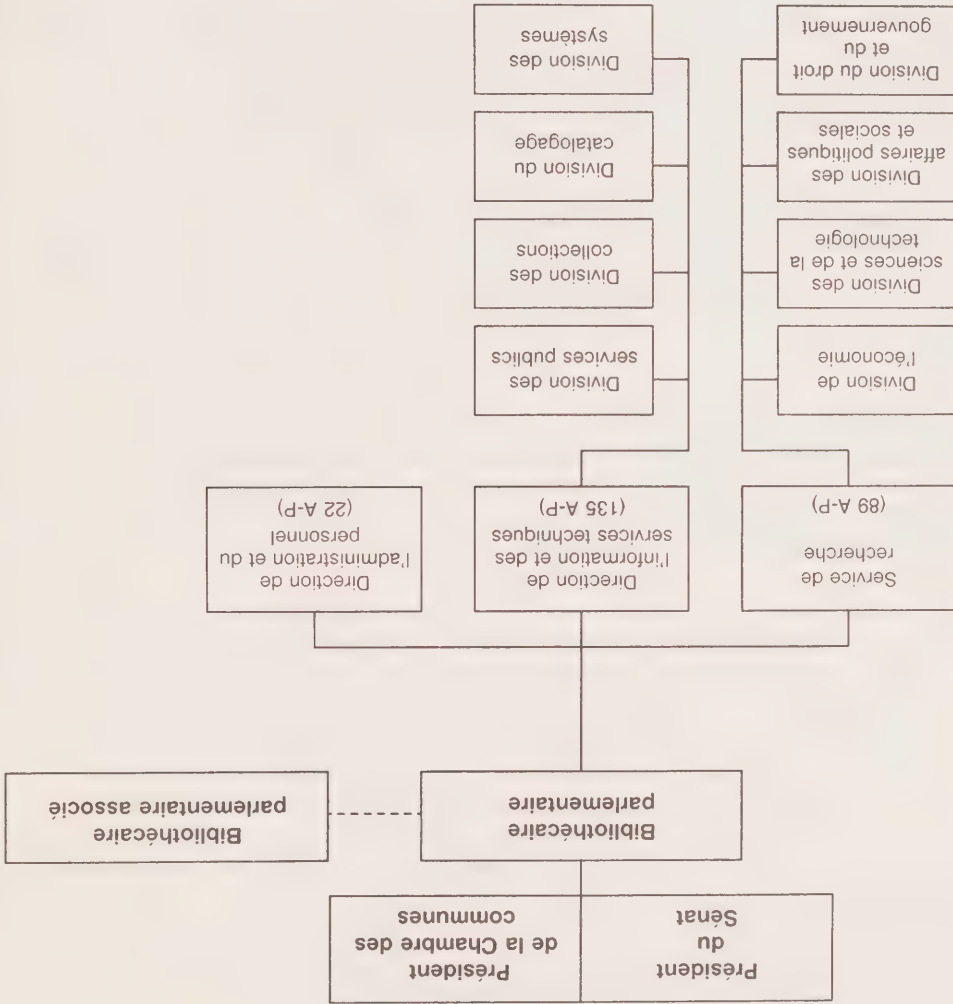 Président
du
Sénat
Président
de la Chambre des
communes
Bibliothécaire
parlementaire
Bibliothécaire
parlementaire associé
Service de
recherche
(89 A-P)
Direction de
l'information et des
services techniques
(135 A-P)
Direction de
l'administration et du
personnel
(22 A-P)
Division de
l'économie
Division des
sciences et de la
technologie
Division des
affaires politiques
et sociales
Division du droit
et du
gouvernement
Division des
services publics
Division des
collections
Division du
catalogage
Division des
systèmes